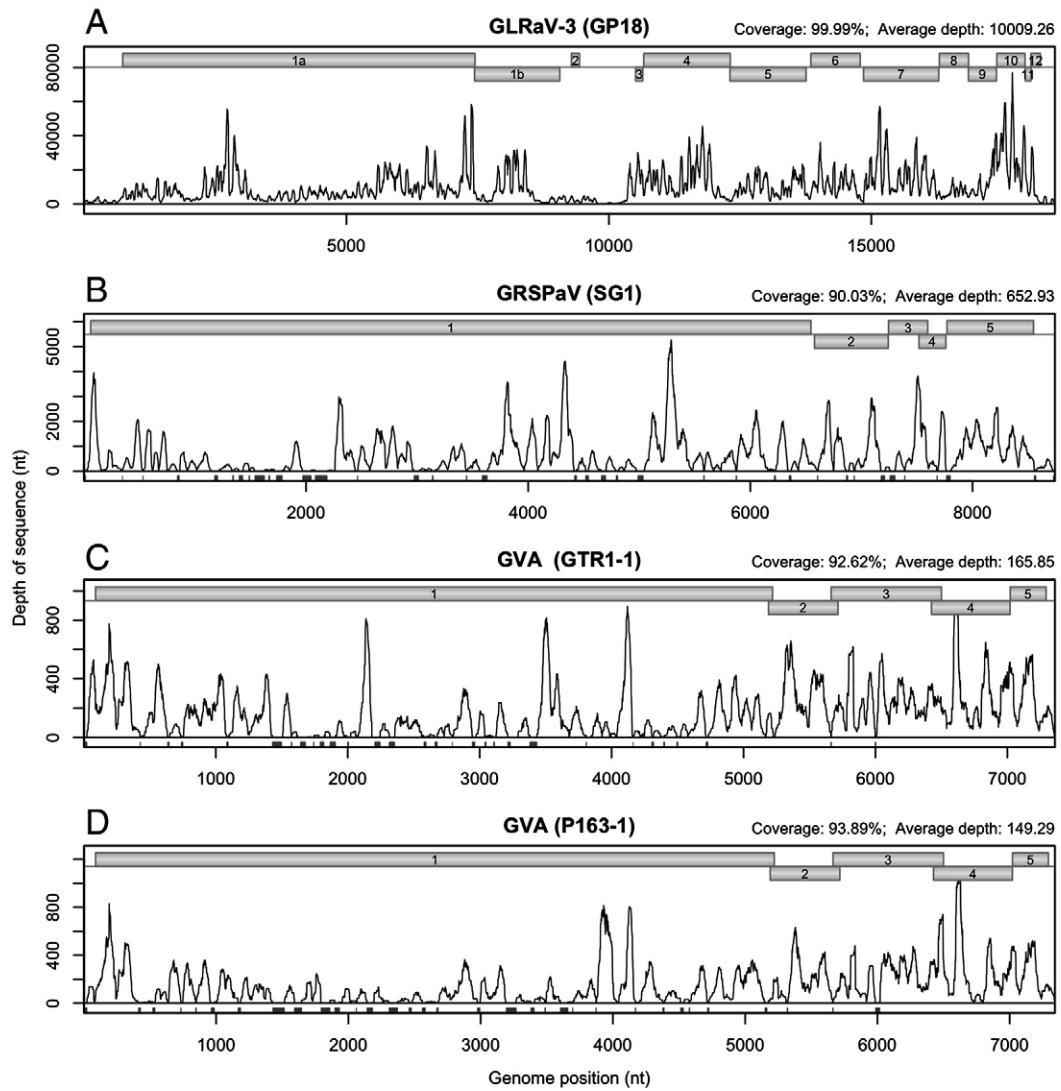 A
GLRaV-3 (GP18)
Coverage: 99.99%; Average depth: 10009.26
1a 1b 2 3 4 5 6 7 8 9 10 11 12
80000
40000
0
5000 10000 15000
B
GRSPaV (SG1)
Coverage: 90.03%; Average depth: 652.93
1 2 3 4 5
5000
2000
0
2000 4000 6000 8000
Depth of sequence (nt)
C
GVA (GTR1-1)
Coverage: 92.62%; Average depth: 165.85
1 2 3 4 5
800
400
0
1000 2000 3000 4000 5000 6000 7000
D
GVA (P163-1)
Coverage: 93.89%; Average depth: 149.29
1 2 3 4 5
800
400
0
1000 2000 3000 4000 5000 6000 7000
Genome position (nt)